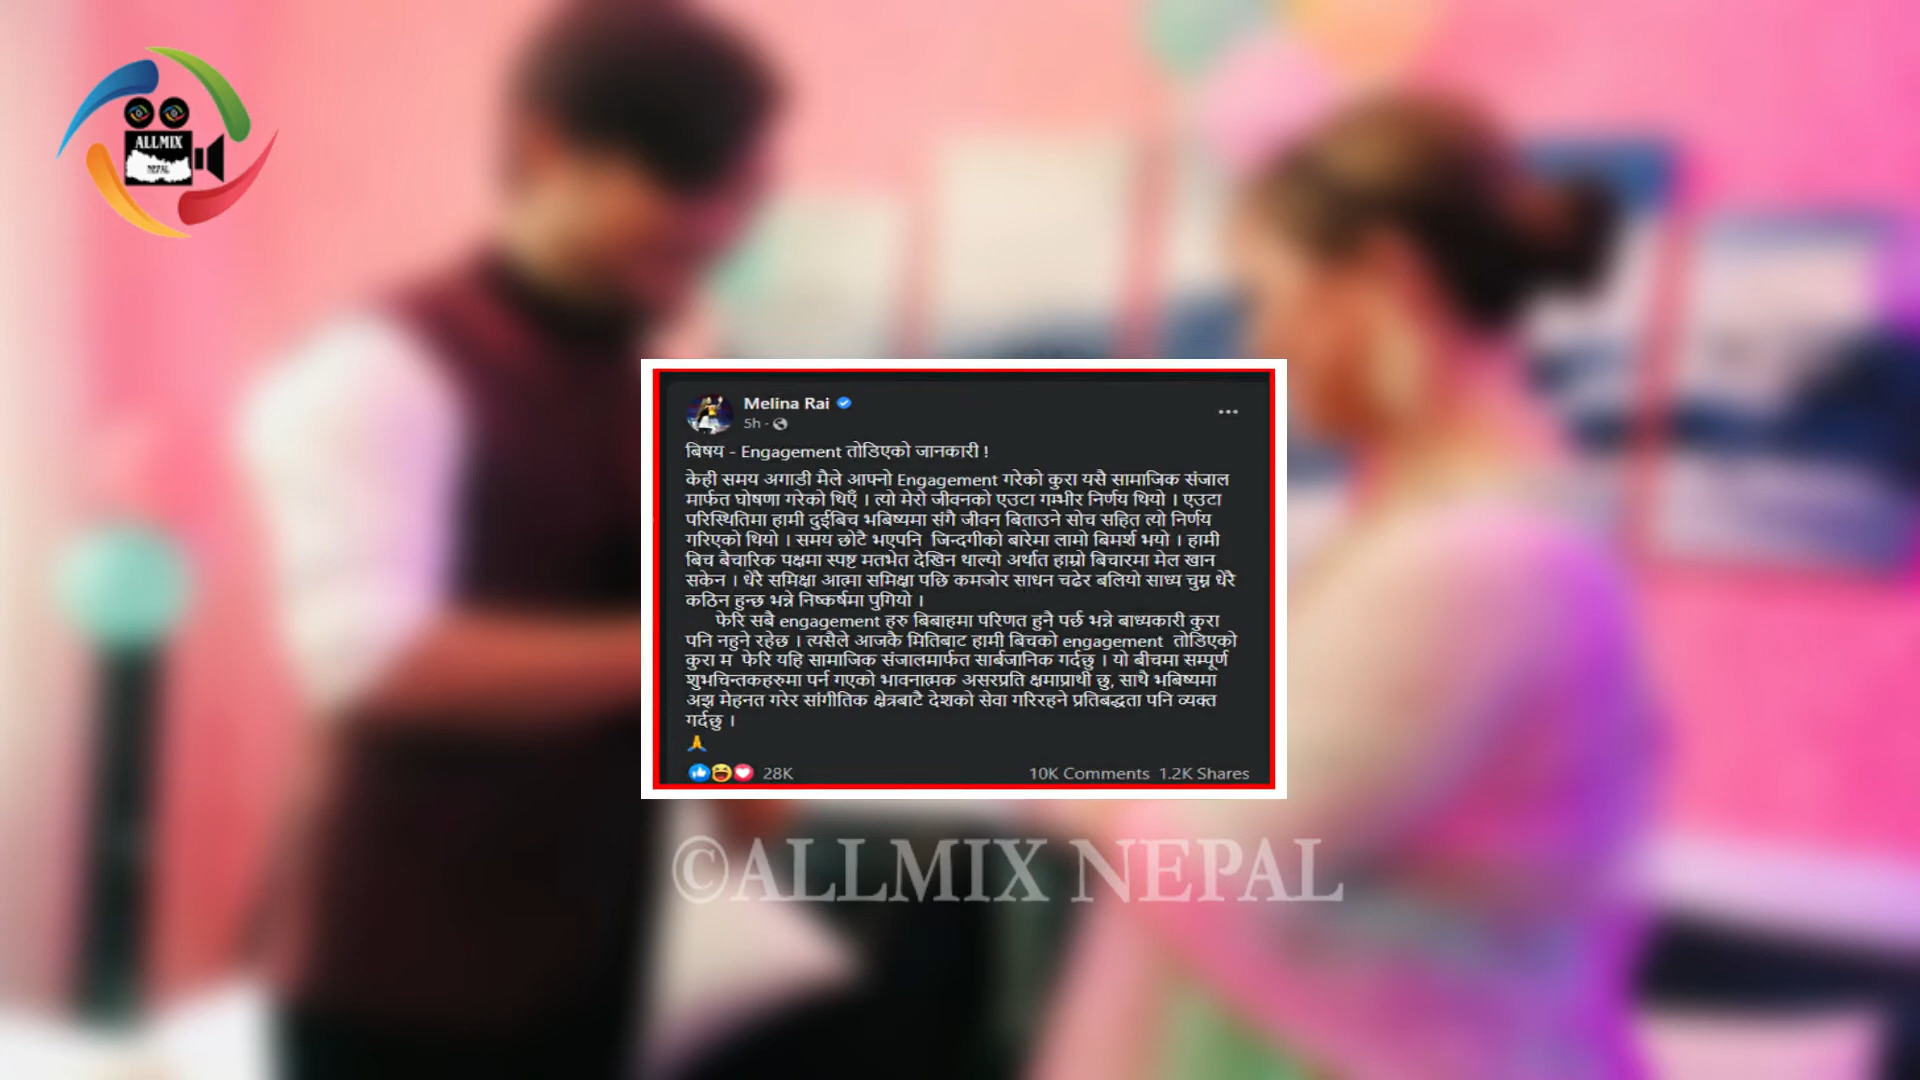 ALLMIX
NEPAL
Melina Rai
5h ·
बिषय - Engagement तोडिएको जानकारी !
केही समय अगाडी मैले आफ्नो Engagement गरेको कुरा यसै सामाजिक संजाल
मार्फत घोषणा गरेको थिएँ । त्यो मेरो जीवनको एउटा गम्भीर निर्णय थियो । एउटा
परिस्थितिमा हामी दुईबिच भबिष्यमा संगै जीवन बिताउने सोच सहित त्यो निर्णय
गरिएको थियो । समय छोटै भएपनि जिन्दगीको बारेमा लामो बिमर्श भयो । हामी
बिच बैचारिक पक्षमा स्पष्ट मतभेत देखिन थाल्यो अर्थात हाम्रो बिचारमा मेल खान
सकेन । धेरै समिक्षा आत्मा समिक्षा पछि कमजोर साधन चढेर बलियो साध्य चुम्न धेरै
कठिन हुन्छ भन्ने निष्कर्षमा पुगियो ।
फेरि सबै engagement हरु बिबाहमा परिणत हुनै पर्छ भन्ने बाध्यकारी कुरा
पनि नहुने रहेछ । त्यसैले आजकै मितिबाट हामी बिचको engagement तोडिएको
कुरा म फेरि यहि सामाजिक संजालमार्फत सार्बजानिक गर्दछु । यो बीचमा सम्पूर्ण
शुभचिन्तकहरुमा पर्न गएको भावनात्मक असरप्रति क्षमाप्रार्थी छु, साथै भबिष्यमा
अझ मेहनत गरेर सांगीतिक क्षेत्रबाटै देशको सेवा गरिरहने प्रतिबद्धता पनि व्यक्त
गर्दछु ।
🙏
28K 10K Comments 1.2K Shares
©ALLMIX NEPAL